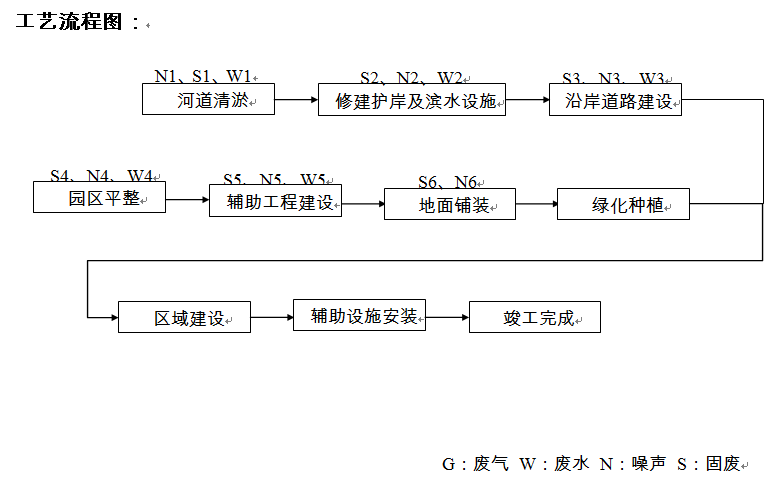 工艺流程图：
N1、S1、W1
S2、N2、W2
S3、N3、W3
河道清淤
修建护岸及滨水设施
沿岸道路建设
S4、N4、W4
S5、N5、W5
S6、N6
园区平整
辅助工程建设
地面铺装
绿化种植
区域建设
辅助设施安装
竣工完成
G：废气 W：废水 N：噪声 S：固废